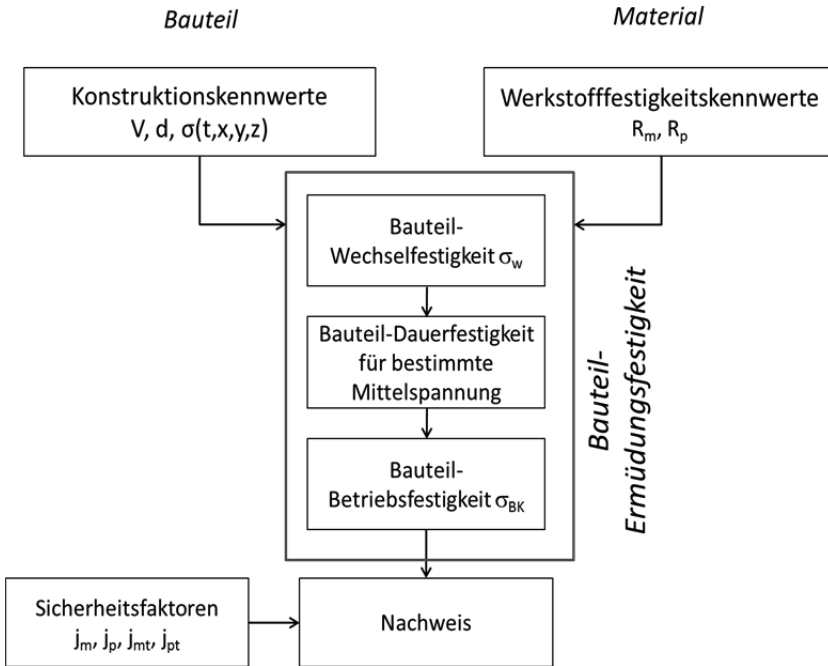 Bauteil
Material
Konstruktionskennwerte
V, d, σ(t,x,y,z)
Werkstofffestigkeitskennwerte
Rₘ, Rₚ
Bauteil-
Wechselfestigkeit σw
Bauteil-Dauerfestigkeit
für bestimmte
Mittelspannung
Bauteil-
Betriebsfestigkeit σBK
Bauteil-
Ermüdungsfestigkeit
Sicherheitsfaktoren
jₘ, jₚ, jₘₜ, jₚₜ
Nachweis